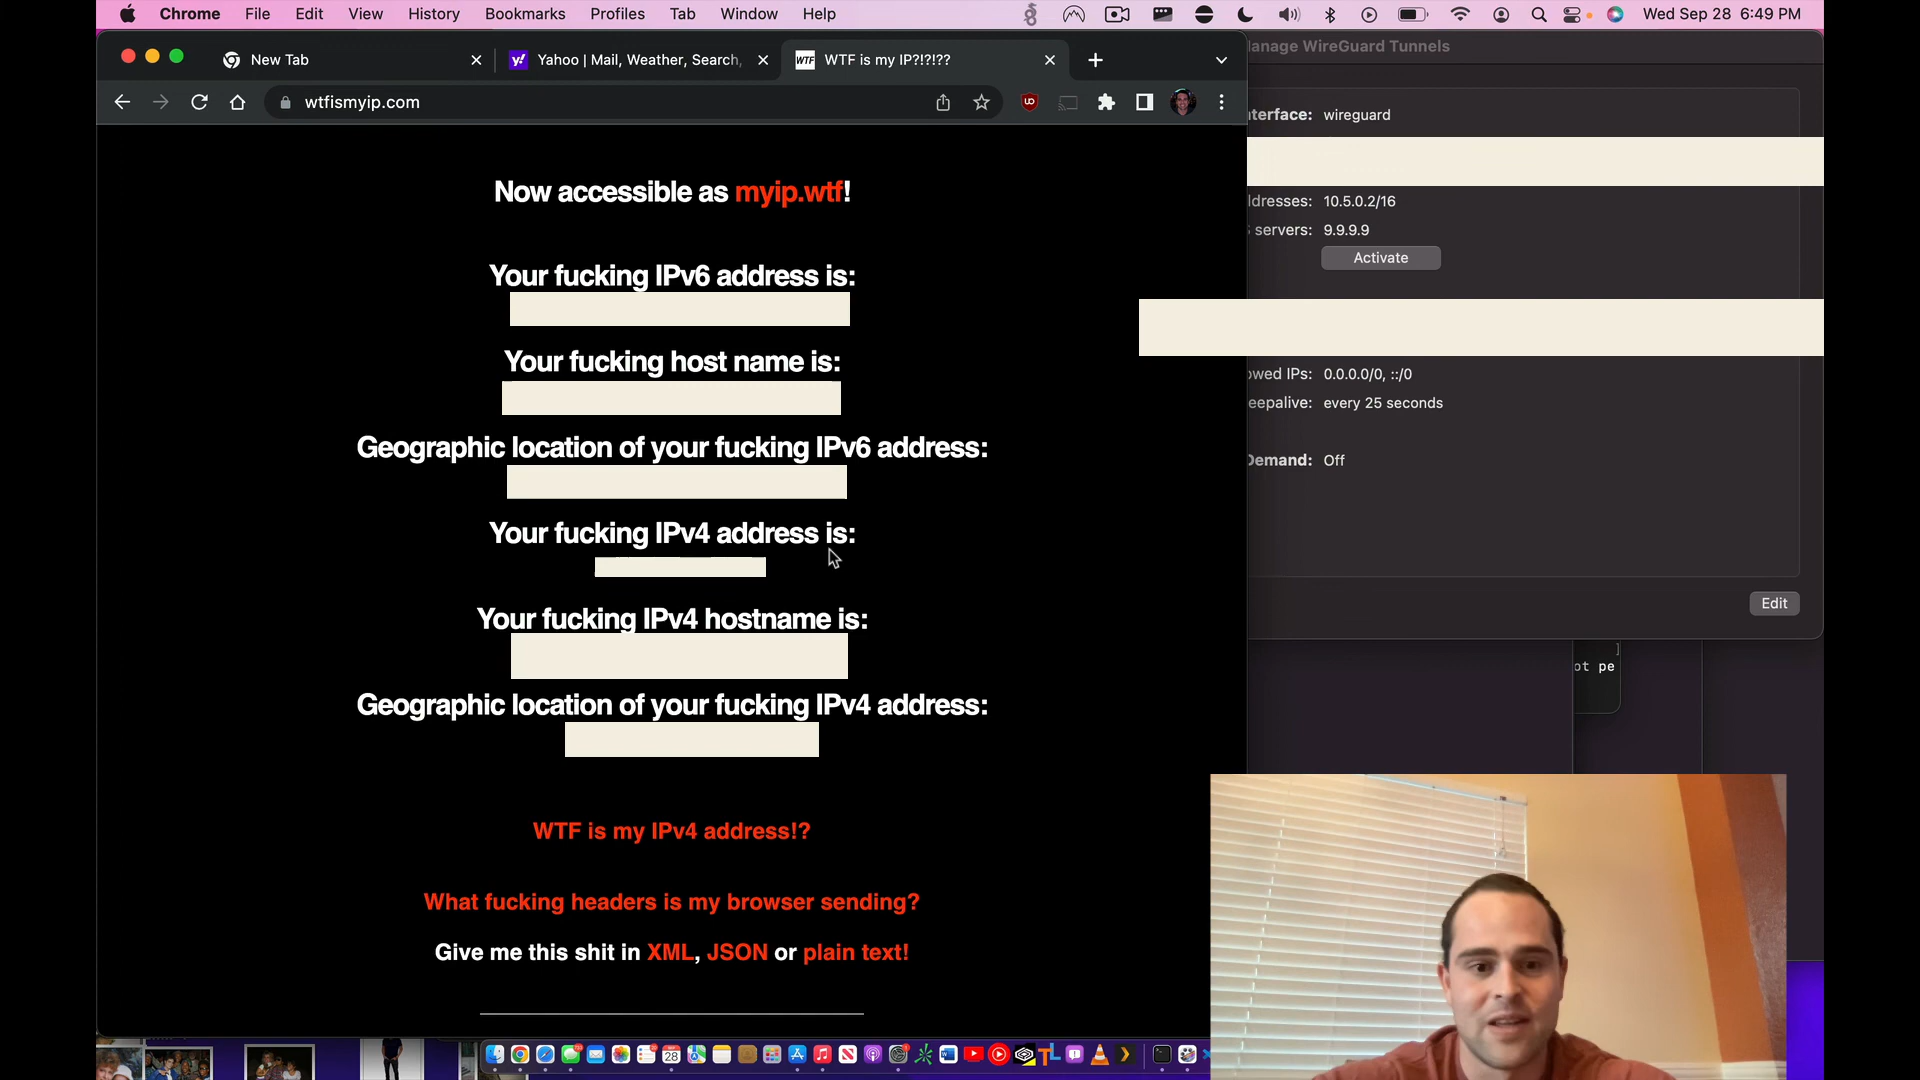 Chrome File Edit View History Bookmarks Profiles Tab Window Help Wed Sep 28 6:49 PM
New Tab
Yahoo | Mail, Weather, Search,
WTF WTF is my IP?!?!??
anage WireGuard Tunnels
wtfismyip.com
terface: wireguard
Now accessible as myip.wtf!
ldresses: 10.5.0.2/16
servers: 9.9.9.9
Activate
Your fucking IPv6 address is:
Your fucking host name is:
owed IPs: 0.0.0.0/0, ::/0
eepalive: every 25 seconds
Geographic location of your fucking IPv6 address:
Demand: Off
Your fucking IPv4 address is:
Edit
Your fucking IPv4 hostname is:
]
ot pe
Geographic location of your fucking IPv4 address:
WTF is my IPv4 address!?
What fucking headers is my browser sending?
Give me this shit in XML, JSON or plain text!